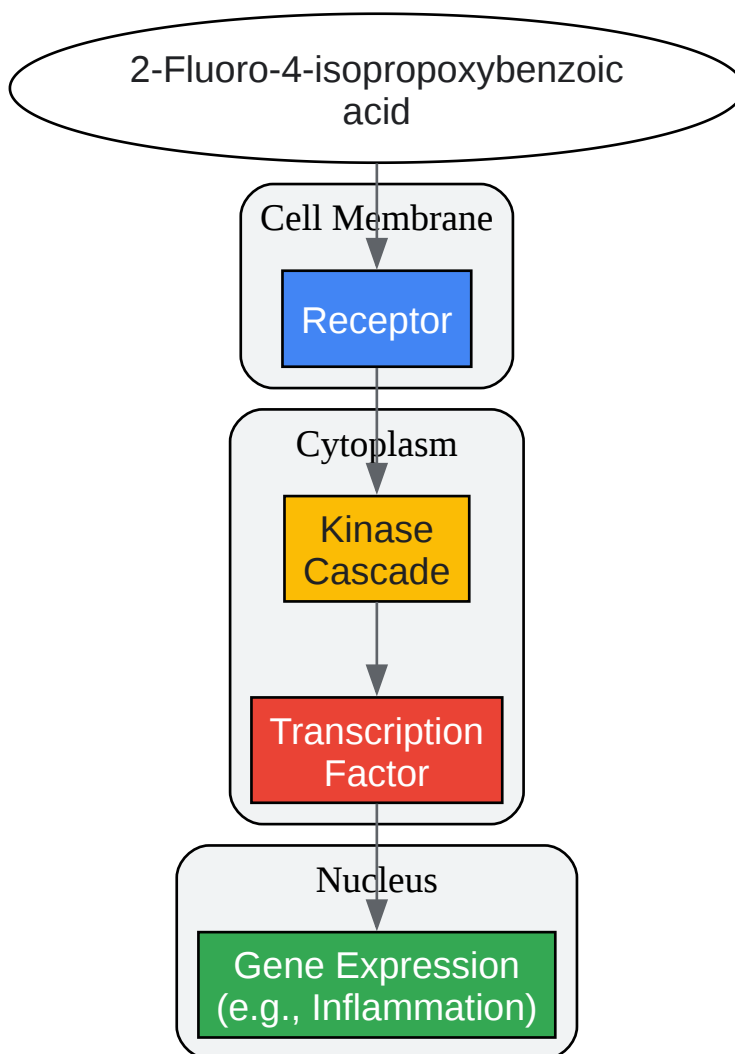 2-Fluoro-4-isopropoxybenzoic
acid
Cell Membrane
Receptor
Cytoplasm
Kinase
Cascade
Transcription
Factor
Nucleus
Gene Expression
(e.g., Inflammation)